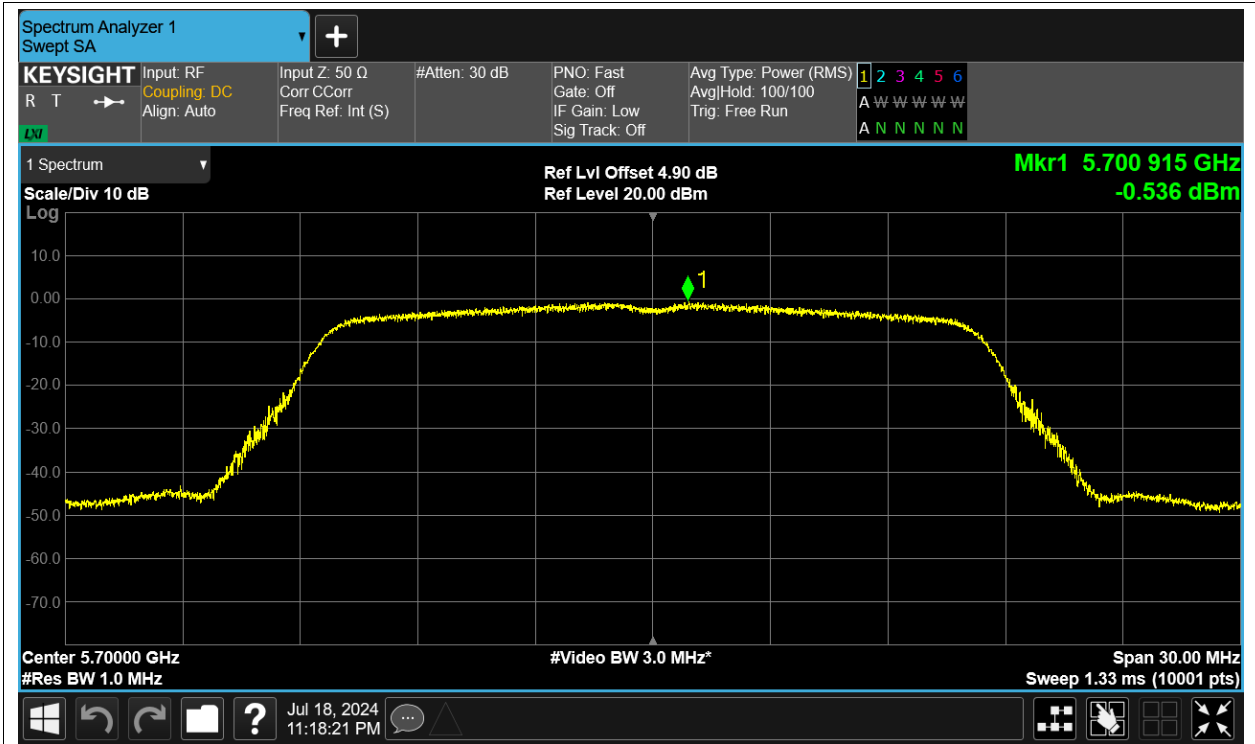 Spectrum Analyzer 1
Swept SA
KEYSIGHT
R T
LXI
Input: RF
Coupling: DC
Align: Auto
Input Z: 50 Ω
Corr CCorr
Freq Ref: Int (S)
#Atten: 30 dB
PNO: Fast
Gate: Off
IF Gain: Low
Sig Track: Off
Avg Type: Power (RMS)
Avg|Hold: 100/100
Trig: Free Run
1 2 3 4 5 6
A W W W W W
A N N N N N
1 Spectrum
Scale/Div 10 dB
Log
Ref Lvl Offset 4.90 dB
Ref Level 20.00 dBm
Mkr1 5.700 915 GHz
-0.536 dBm
1
10.0
0.00
-10.0
-20.0
-30.0
-40.0
-50.0
-60.0
-70.0
Center 5.70000 GHz
#Res BW 1.0 MHz
#Video BW 3.0 MHz*
Span 30.00 MHz
Sweep 1.33 ms (10001 pts)
?
Jul 18, 2024
11:18:21 PM